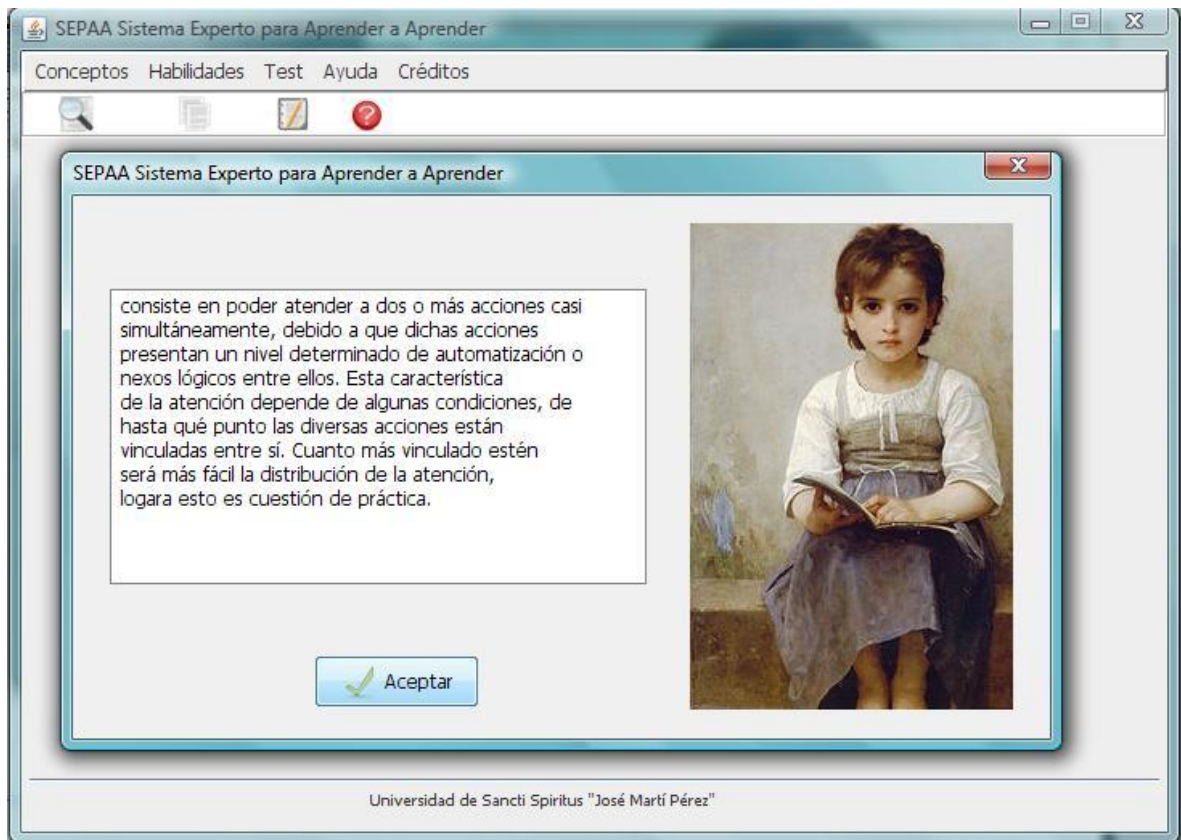 SEPAA Sistema Experto para Aprender a Aprender
Conceptos Habilidades Test Ayuda Créditos
SEPAA Sistema Experto para Aprender a Aprender
consiste en poder atender a dos o más acciones casi
simultáneamente, debido a que dichas acciones
presentan un nivel determinado de automatización o
nexos lógicos entre ellos. Esta característica
de la atención depende de algunas condiciones, de
hasta qué punto las diversas acciones están
vinculadas entre sí. Cuanto más vinculado estén
será más fácil la distribución de la atención,
logara esto es cuestión de práctica.
Aceptar
Universidad de Sancti Spiritus "José Martí Pérez"